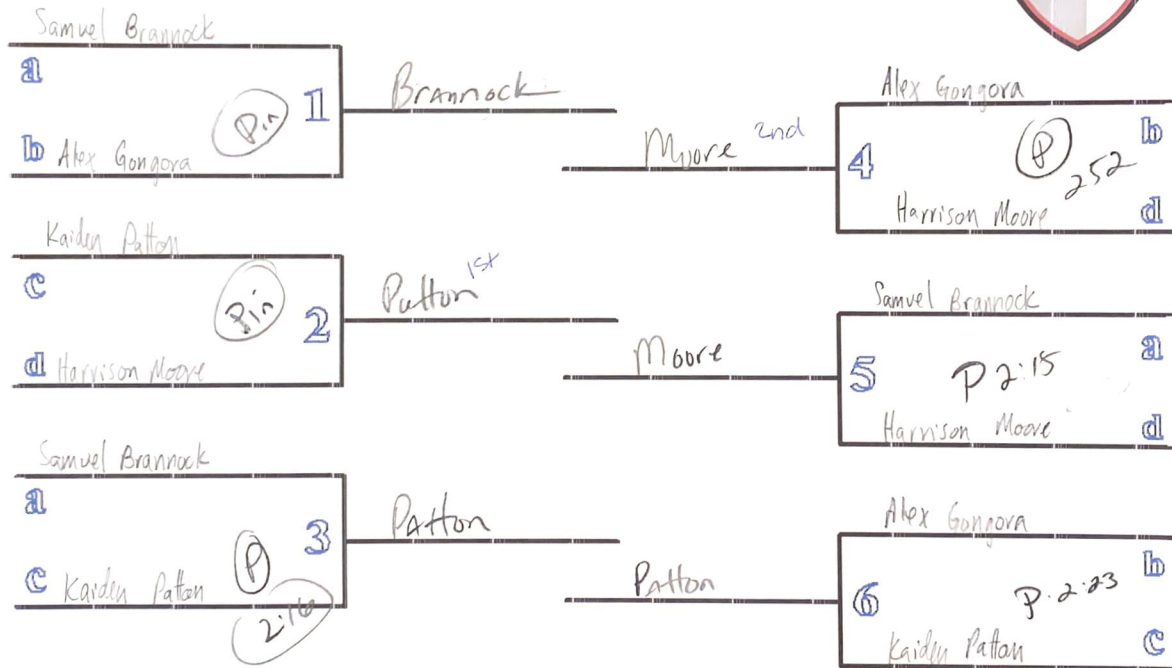 Samuel Brannock
a
Pin
1
Brannock
b Alex Gongora
Kaiden Patton
c
Pin
2
Patton 1st
d Harrison Moore
Samuel Brannock
a
P
3
Patton
c Kaiden Patton
2:16
Alex Gongora
b
Moore 2nd
4
P 252
Harrison Moore
d
Samuel Brannock
a
Moore
5
P 2:15
Harrison Moore
d
Alex Gongora
b
Patton
6
P. 2:23
Kaiden Patton
c